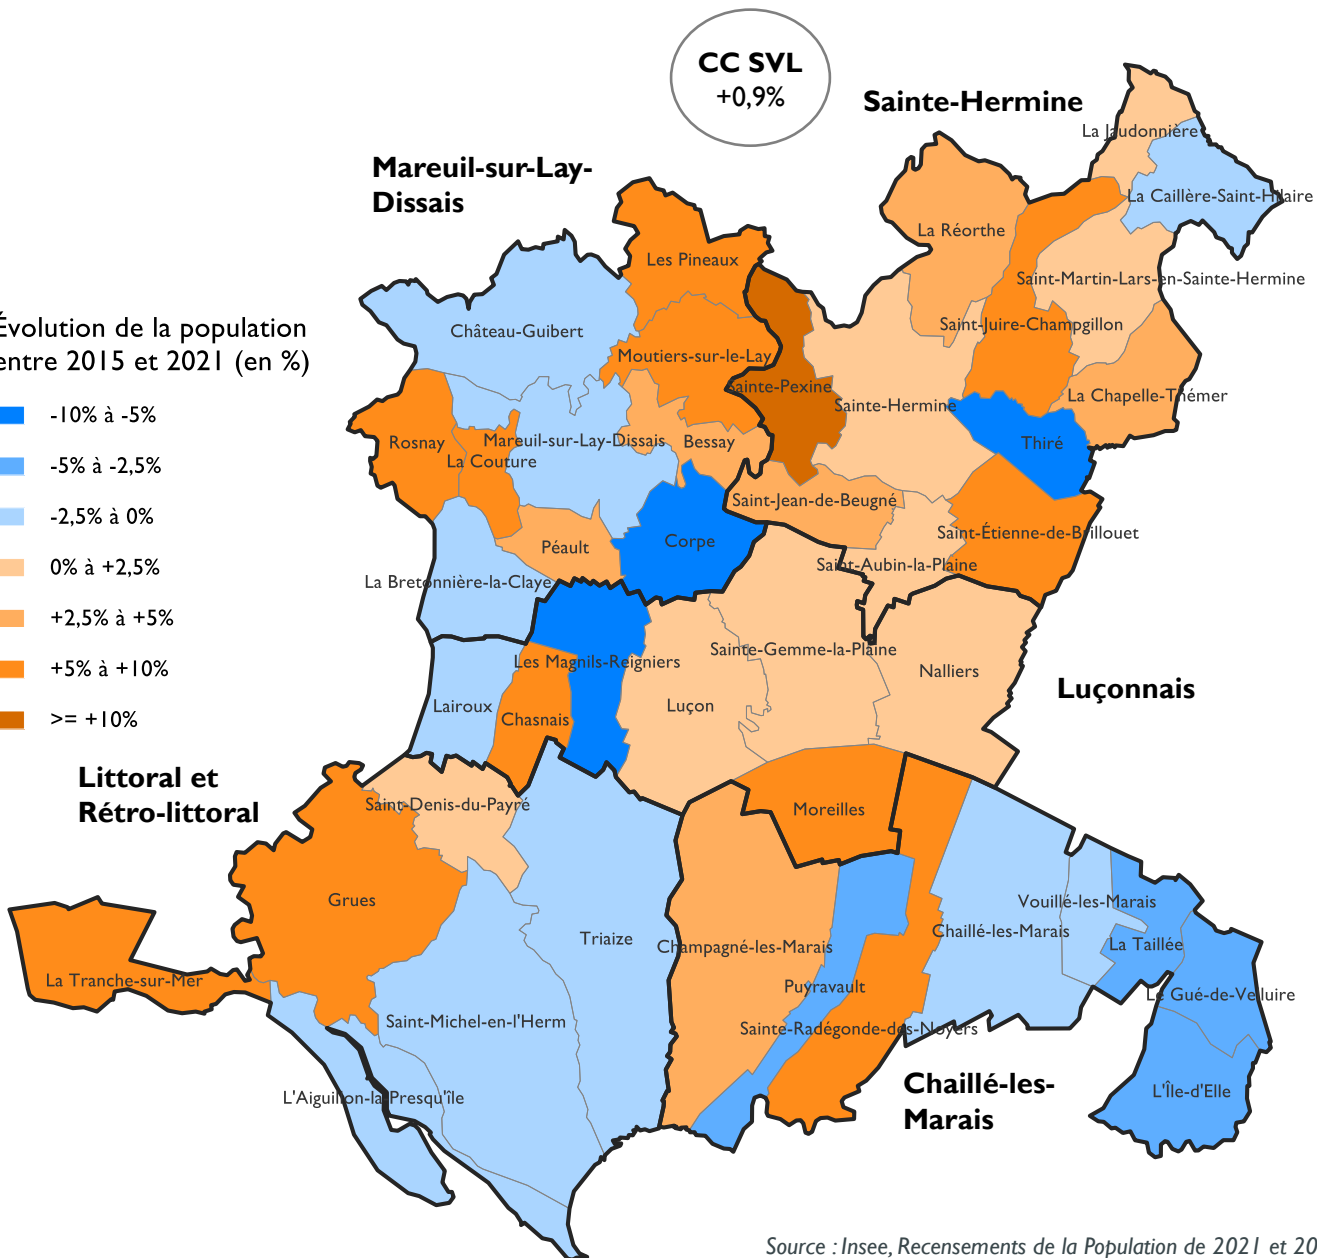 CC SVL
+0,9%
Sainte-Hermine
Mareuil-sur-Lay-
Dissais
La Jaudonnière
La Caillère-Saint-Hilaire
La Réorthe
Les Pineaux
Saint-Martin-Lars-en-Sainte-Hermine
Évolution de la population
entre 2015 et 2021 (en %)
-10% à -5%
-5% à -2,5%
-2,5% à 0%
0% à +2,5%
+2,5% à +5%
+5% à +10%
>= +10%
Château-Guibert
Saint-Juire-Champgillon
Moutiers-sur-le-Lay
Sainte-Pexine
La Chapelle-Thémer
Sainte-Hermine
Rosnay
Mareuil-sur-Lay-Dissais
Bessay
Thiré
La Couture
Saint-Jean-de-Beugné
Saint-Étienne-de-Brillouet
Corpe
Péault
Saint-Aubin-la-Plaine
La Bretonnière-la-Claye
Sainte-Gemme-la-Plaine
Les Magnils-Reigniers
Nalliers
Luçonnais
Lairoux
Luçon
Chasnais
Littoral et
Rétro-littoral
Saint-Denis-du-Payré
Moreilles
Grues
Vouillé-les-Marais
Triaize
Chaillé-les-Marais
Champagné-les-Marais
La Taillée
La Tranche-sur-Mer
Puyravault
Le Gué-de-Velluire
Saint-Michel-en-l'Herm
Sainte-Radégonde-des-Noyers
L'Aiguillon-la-Presqu'île
Chaillé-les-
Marais
L'Île-d'Elle
Source : Insee, Recensements de la Population de 2021 et 20